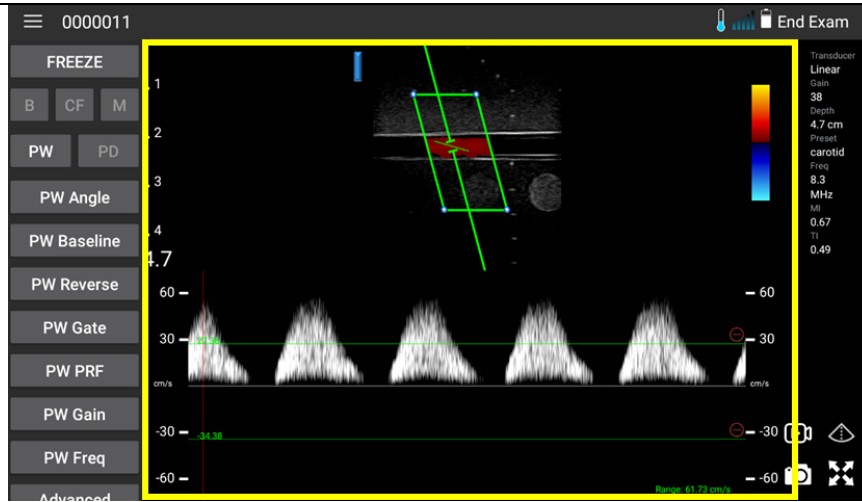 0000011
End Exam
FREEZE
B
CF
M
PW
PD
PW Angle
PW Baseline
PW Reverse
PW Gate
PW PRF
PW Gain
PW Freq
Advanced
1
2
3
4
4.7
60
30
cm/s
-30
-60
-34.38
60
30
cm/s
-30
-60
Range: 61.73 cm/s
Transducer
Linear
Gain
38
Depth
4.7 cm
Preset
carotid
Freq
8.3
MHz
MI
0.67
TI
0.49